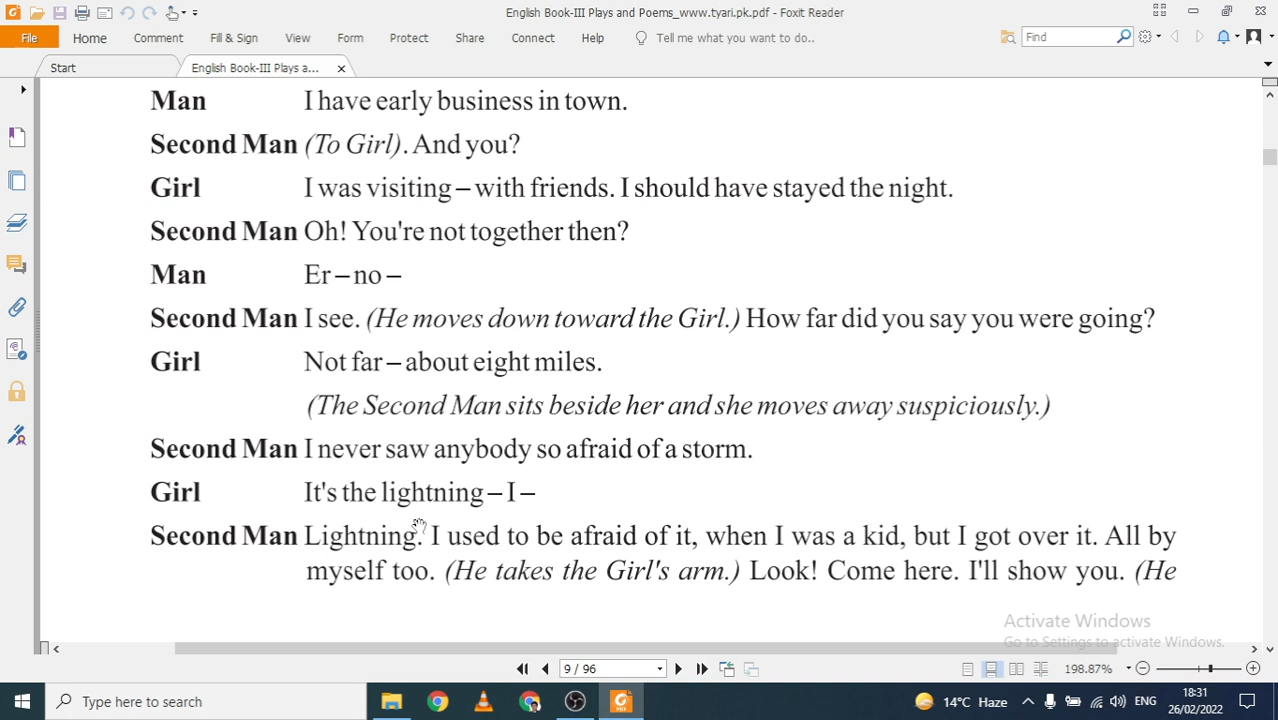 English Book-III Plays and Poems_www.tyari.pk.pdf - Foxit Reader
File Home Comment Fill & Sign View Form Protect Share Connect Help Tell me what you want to do.. Find
Start English Book-III Plays a... ×
Man I have early business in town.
Second Man (To Girl). And you?
Girl I was visiting – with friends. I should have stayed the night.
Second Man Oh! You're not together then?
Man Er – no –
Second Man I see. (He moves down toward the Girl.) How far did you say you were going?
Girl Not far – about eight miles.
(The Second Man sits beside her and she moves away suspiciously.)
Second Man I never saw anybody so afraid of a storm.
Girl It's the lightning – I –
Second Man Lightning. I used to be afraid of it, when I was a kid, but I got over it. All by
myself too. (He takes the Girl's arm.) Look! Come here. I'll show you. (He
Activate Windows
Go to Settings to activate Windows.
9 / 96 198.87%
Type here to search 14°C Haze ENG 18:31
26/02/2022